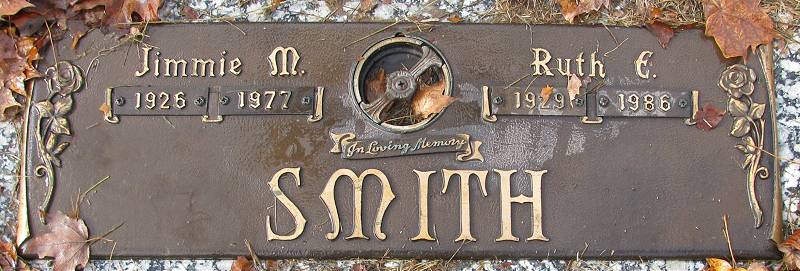 Jimmie M.
1926 1977
Ruth E.
1929 1986
In Loving Memory
SMITH